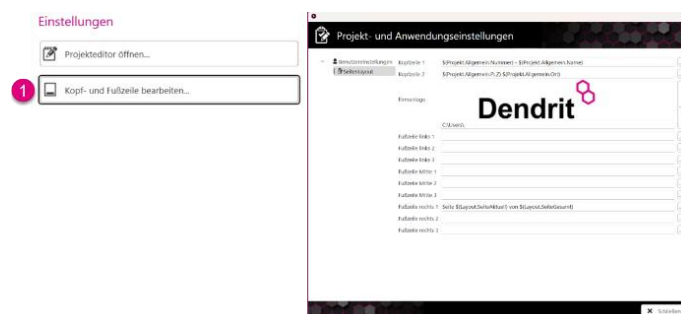 Einstellungen
Projekteditor öffnen...
1
Kopf- und Fußzeile bearbeiten...
Projekt- und Anwendungseinstellungen
Benutzereinstellungen
Seitenlayout
Kopfzeile 1 $(Projekt.Allgemein.Nummer) - $(Projekt.Allgemein.Name)
Kopfzeile 2 $(Projekt.Allgemein.PLZ) $(Projekt.Allgemein.Ort)
Firmenlogo
Dendrit
Fußzeile links 1
Fußzeile links 2
Fußzeile links 3
Fußzeile Mitte 1
Fußzeile Mitte 2
Fußzeile Mitte 3
Fußzeile rechts 1 Seite $(Layout.SeiteAktuell) von $(Layout.SeiteGesamt)
Fußzeile rechts 2
Fußzeile rechts 3
Schließen